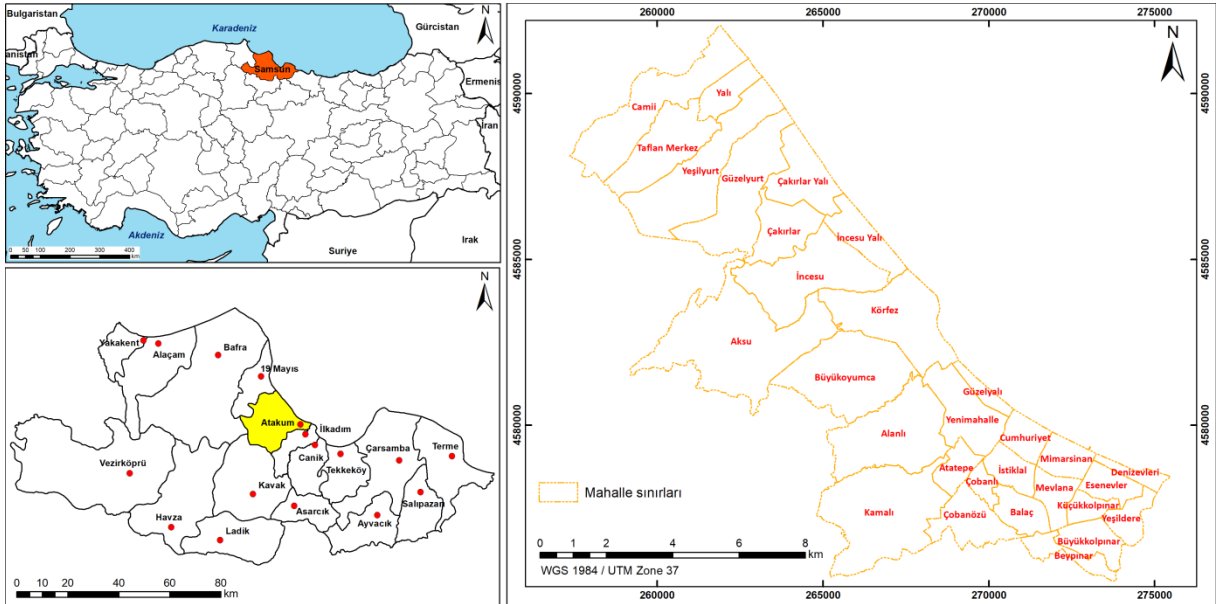 Bulgaristan
Karadeniz
Gürcistan
N
anistan
Samsun
Ermenis
İran
Akdeniz
Suriye
Irak
0 50 100 200 300 400
km
N
Yakakent
Alaçam
Bafra
19 Mayıs
Atakum
İlkadım
Canik
Tekkeköy
Çarşamba
Terme
Vezirköprü
Kavak
Salıpazarı
Asarcık
Ayvacık
Havza
Ladik
0 10 20 40 60 80
km
260000 265000 270000 275000
4590000
4585000
4580000
N
Yalı
Camii
Taflan Merkez
Yeşilyurt
Güzelyurt
Çakırlar Yalı
Çakırlar
İncesu Yalı
İncesu
Körfez
Aksu
Büyükoyumca
Güzelyalı
Yenimahalle
Alanlı
Cumhuriyet
Mimarsinan
Atatepe
İstiklal
Denizevleri
Çobanlı
Mevlana
Esenevler
Kamalı
Çobanözü
Balaç
Küçükkolpınar
Yeşildere
Büyükkolpınar
Beypınar
Mahalle sınırları
0 1 2 4 6 8
km
WGS 1984 / UTM Zone 37